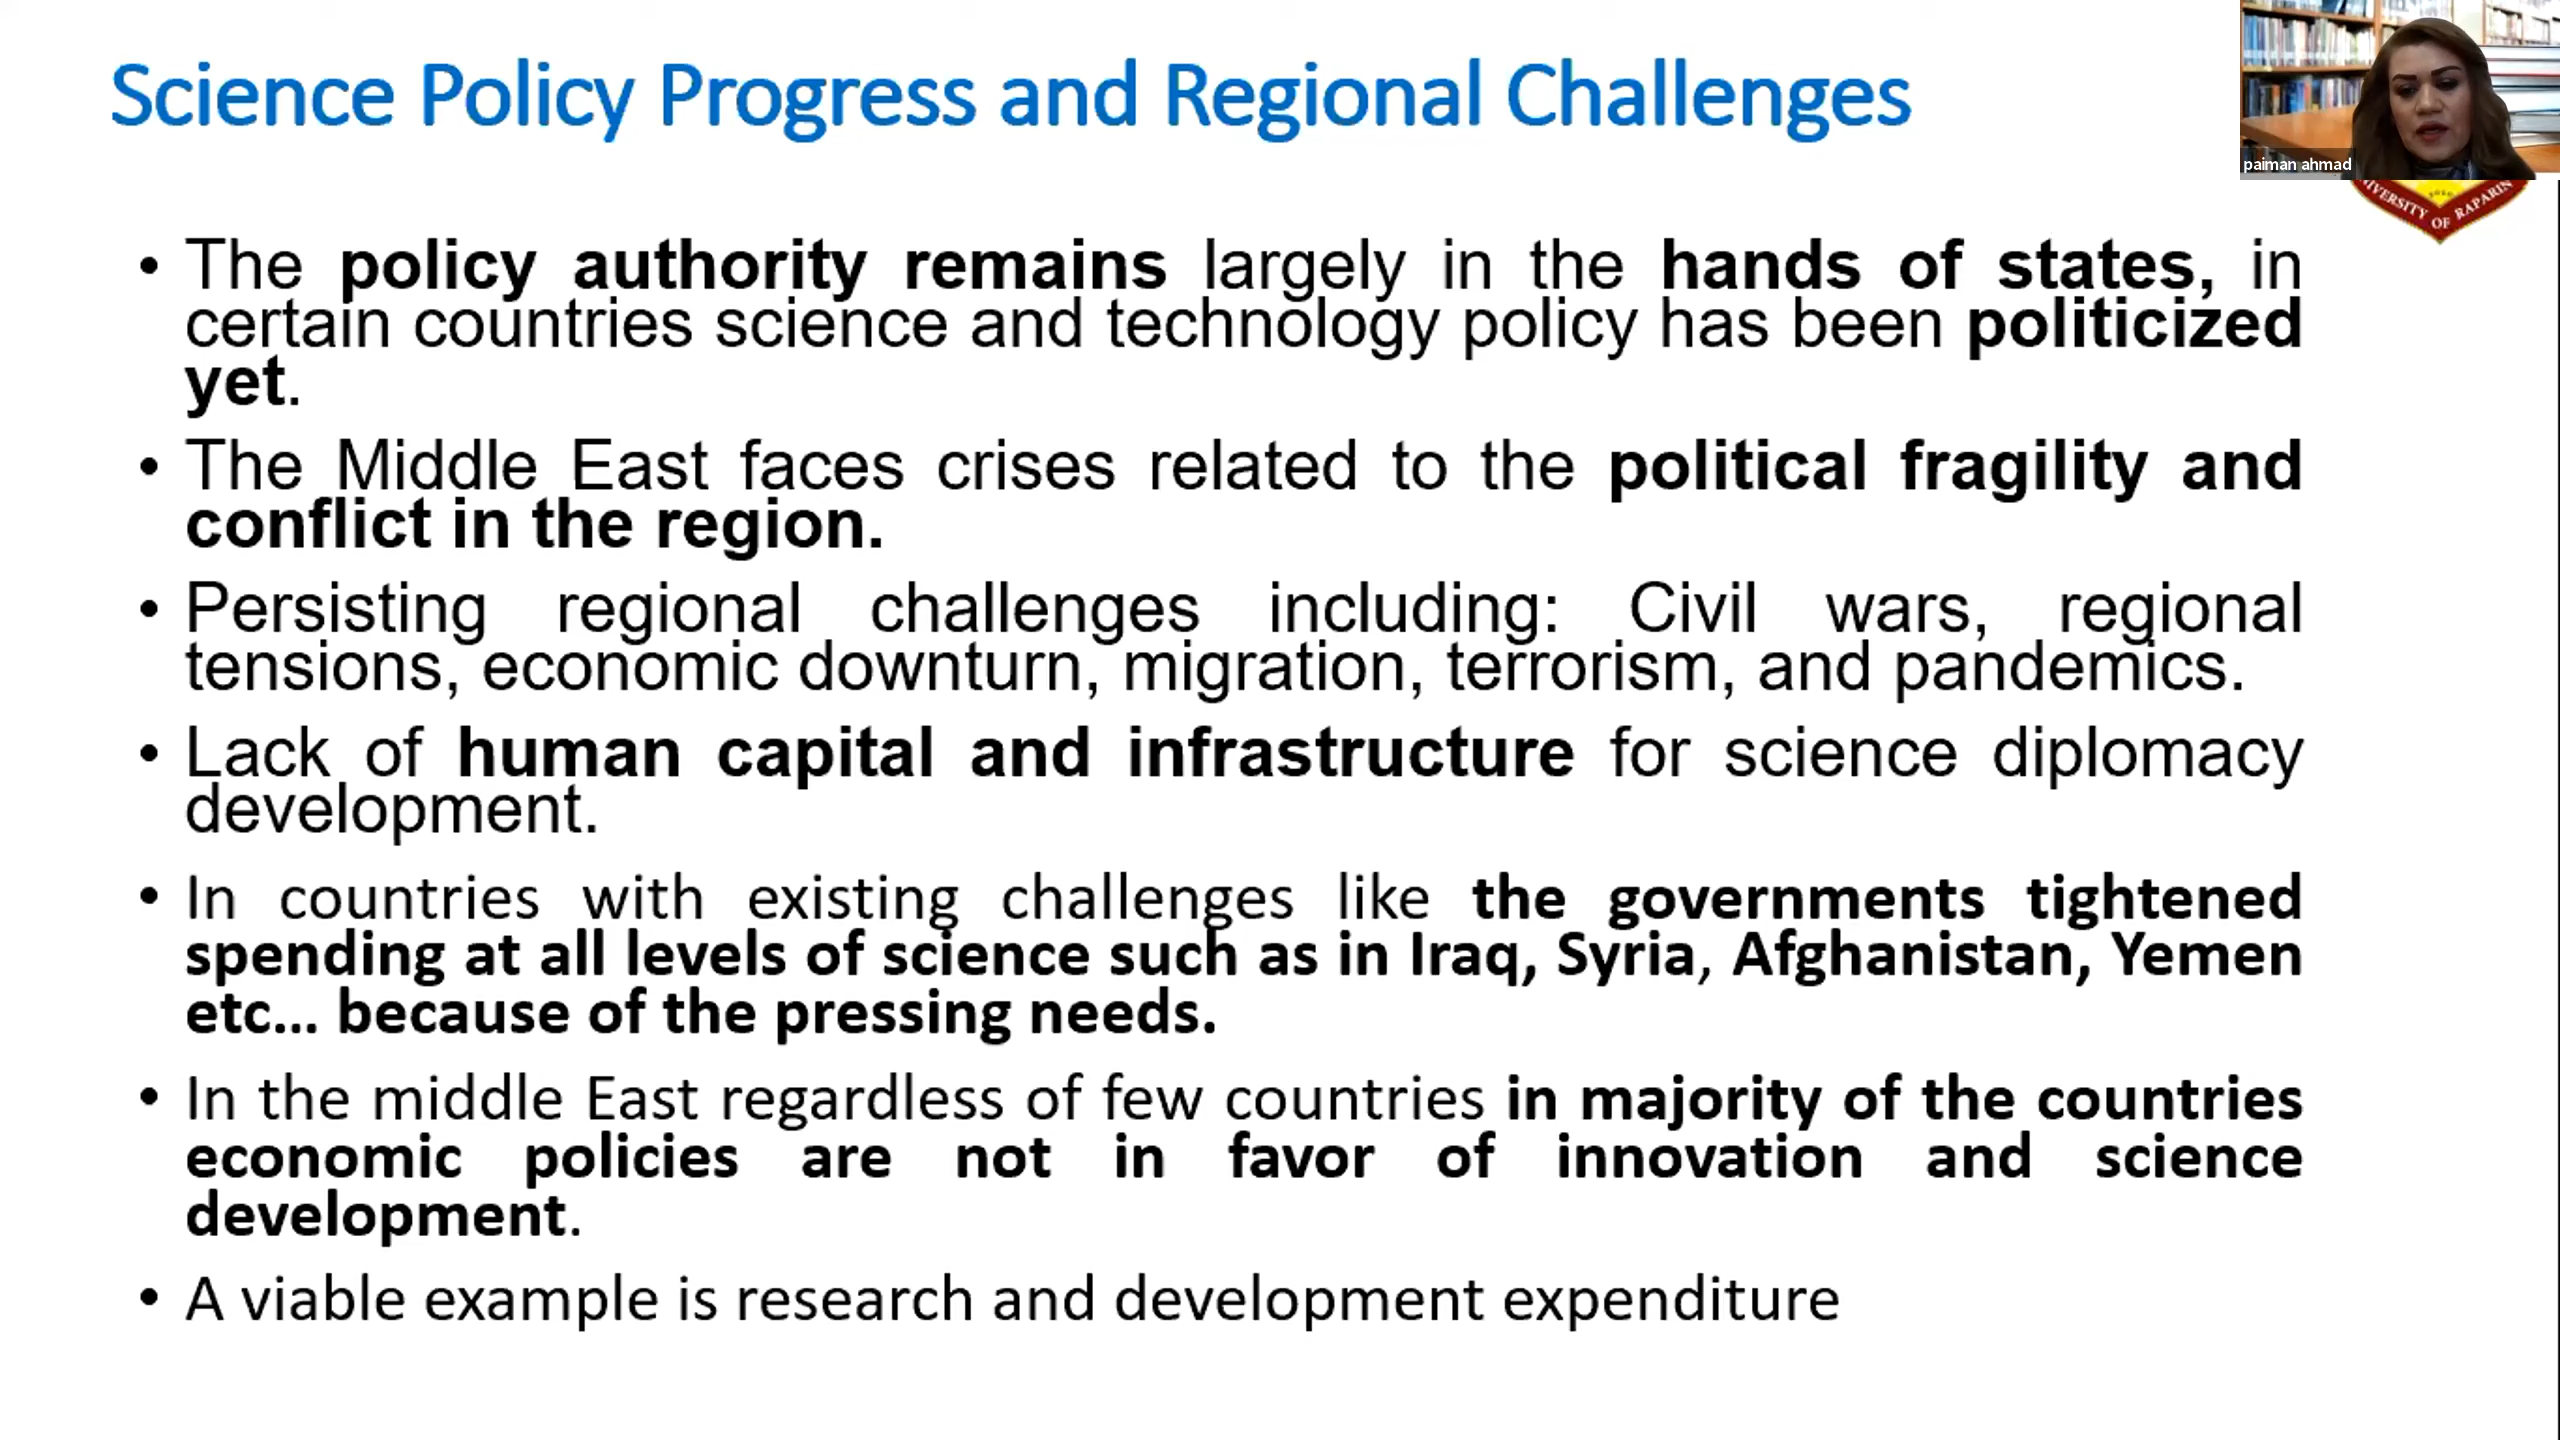 Science Policy Progress and Regional Challenges
paiman ahmad
UNIVERSITY OF RAPARIN
• The policy authority remains largely in the hands of states, in
certain countries science and technology policy has been politicized
yet.
• The Middle East faces crises related to the political fragility and
conflict in the region.
• Persisting regional challenges including: Civil wars, regional
tensions, economic downturn, migration, terrorism, and pandemics.
• Lack of human capital and infrastructure for science diplomacy
development.
• In countries with existing challenges like the governments tightened
spending at all levels of science such as in Iraq, Syria, Afghanistan, Yemen
etc... because of the pressing needs.
• In the middle East regardless of few countries in majority of the countries
economic policies are not in favor of innovation and science
development.
• A viable example is research and development expenditure